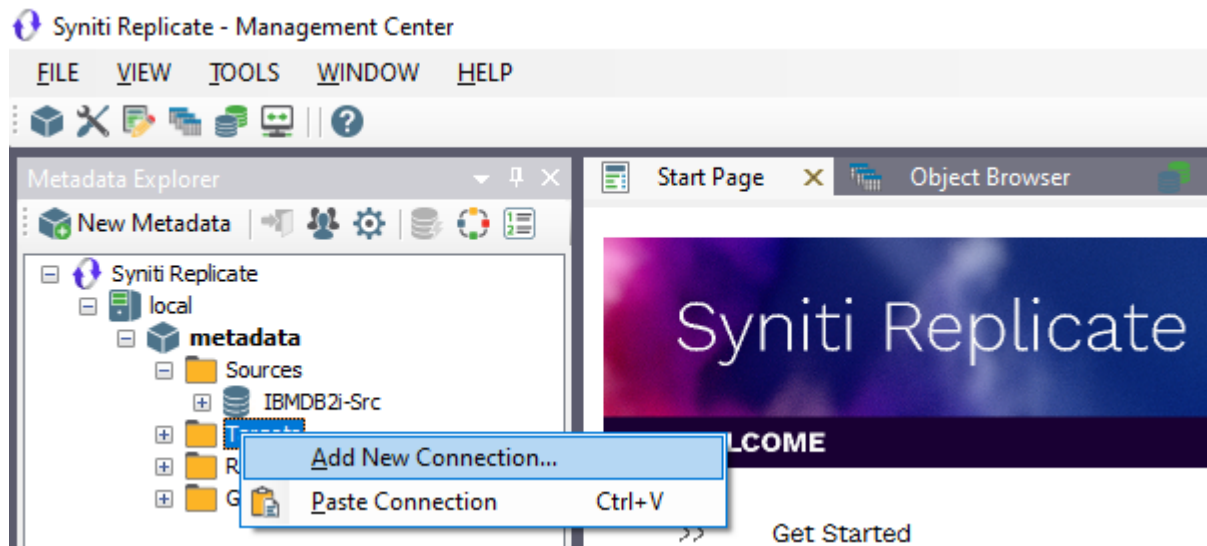 Syniti Replicate - Management Center
FILE VIEW TOOLS WINDOW HELP
Metadata Explorer
Start Page
Object Browser
New Metadata
Syniti Replicate
local
metadata
Sources
IBMDB2i-Src
Add New Connection...
R
G
Paste Connection Ctrl+V
Syniti Replicate
LCOME
>> Get Started